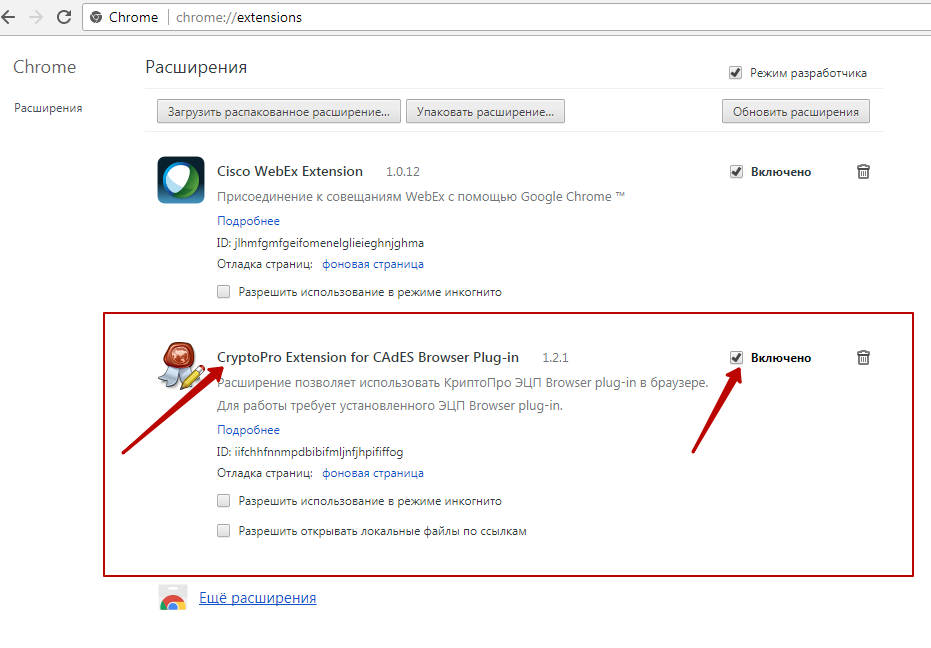 Chrome chrome://extensions
Chrome
Расширения
Расширения
Режим разработчика
Загрузить распакованное расширение...
Упаковать расширение...
Обновить расширения
Cisco WebEx Extension 1.0.12
Включено
Присоединение к совещаниям WebEx с помощью Google Chrome ™
Подробнее
ID: jlhmfgmfgeifomenelglieieghnjghma
Отладка страниц: фоновая страница
Разрешить использование в режиме инкогнито
CryptoPro Extension for CAdES Browser Plug-in 1.2.1
Включено
Расширение позволяет использовать КриптоПро ЭЦП Browser plug-in в браузере.
Для работы требует установленного ЭЦП Browser plug-in.
Подробнее
ID: iifchhfnnmpdbibifmljnfjhpififfog
Отладка страниц: фоновая страница
Разрешить использование в режиме инкогнито
Разрешить открывать локальные файлы по ссылкам
Ещё расширения